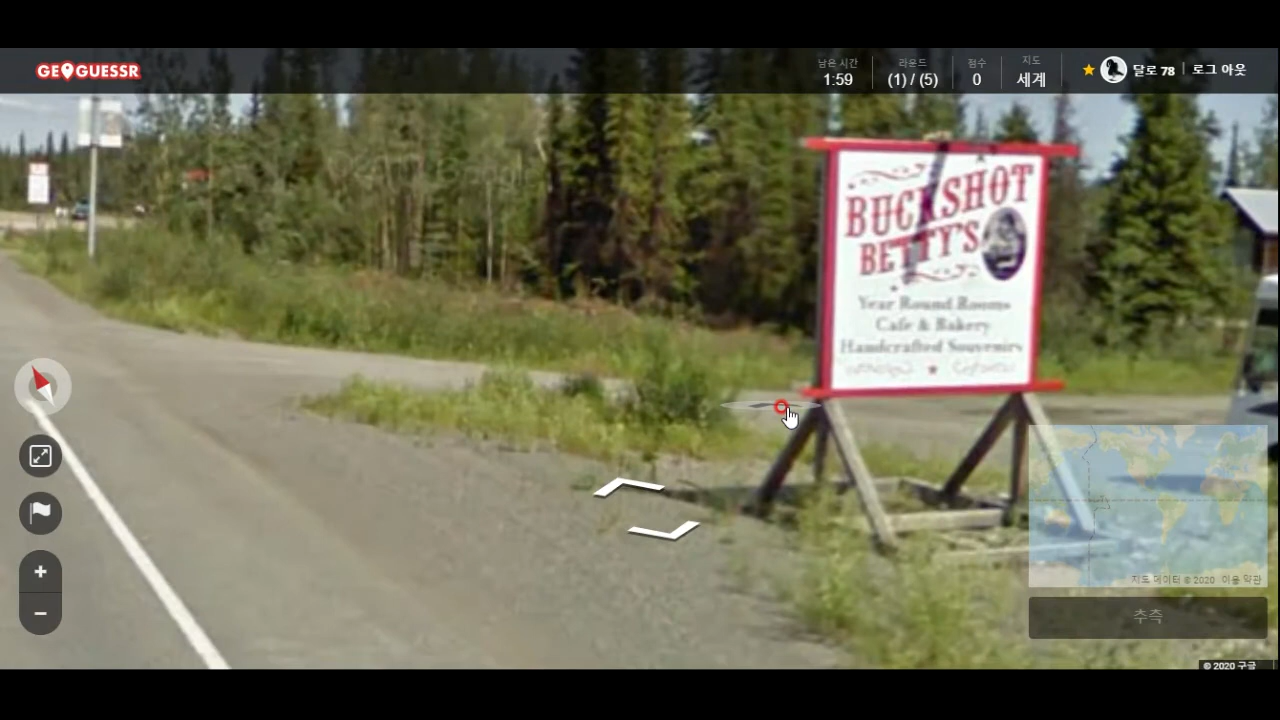 GEOGUESSR
남은 시간
1:59
라운드
(1) / (5)
점수
0
지도
세계
달로 78
로그 아웃
BUCKSHOT
BETTY'S
Year Round Rooms
Cafe & Bakery
Handcrafted Souvenirs
지도 데이터 © 2020 이용 약관
추측
© 2020 구글